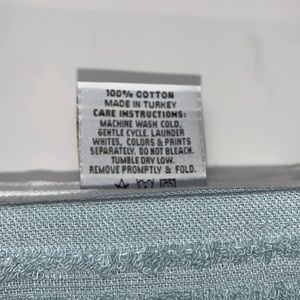 100% COTTON
MADE IN TURKEY
CARE INSTRUCTIONS:
MACHINE WASH COLD,
GENTLE CYCLE. LAUNDER
WHITES, COLORS & PRINTS
SEPARATELY. DO NOT BLEACH.
TUMBLE DRY LOW.
REMOVE PROMPTLY & FOLD.